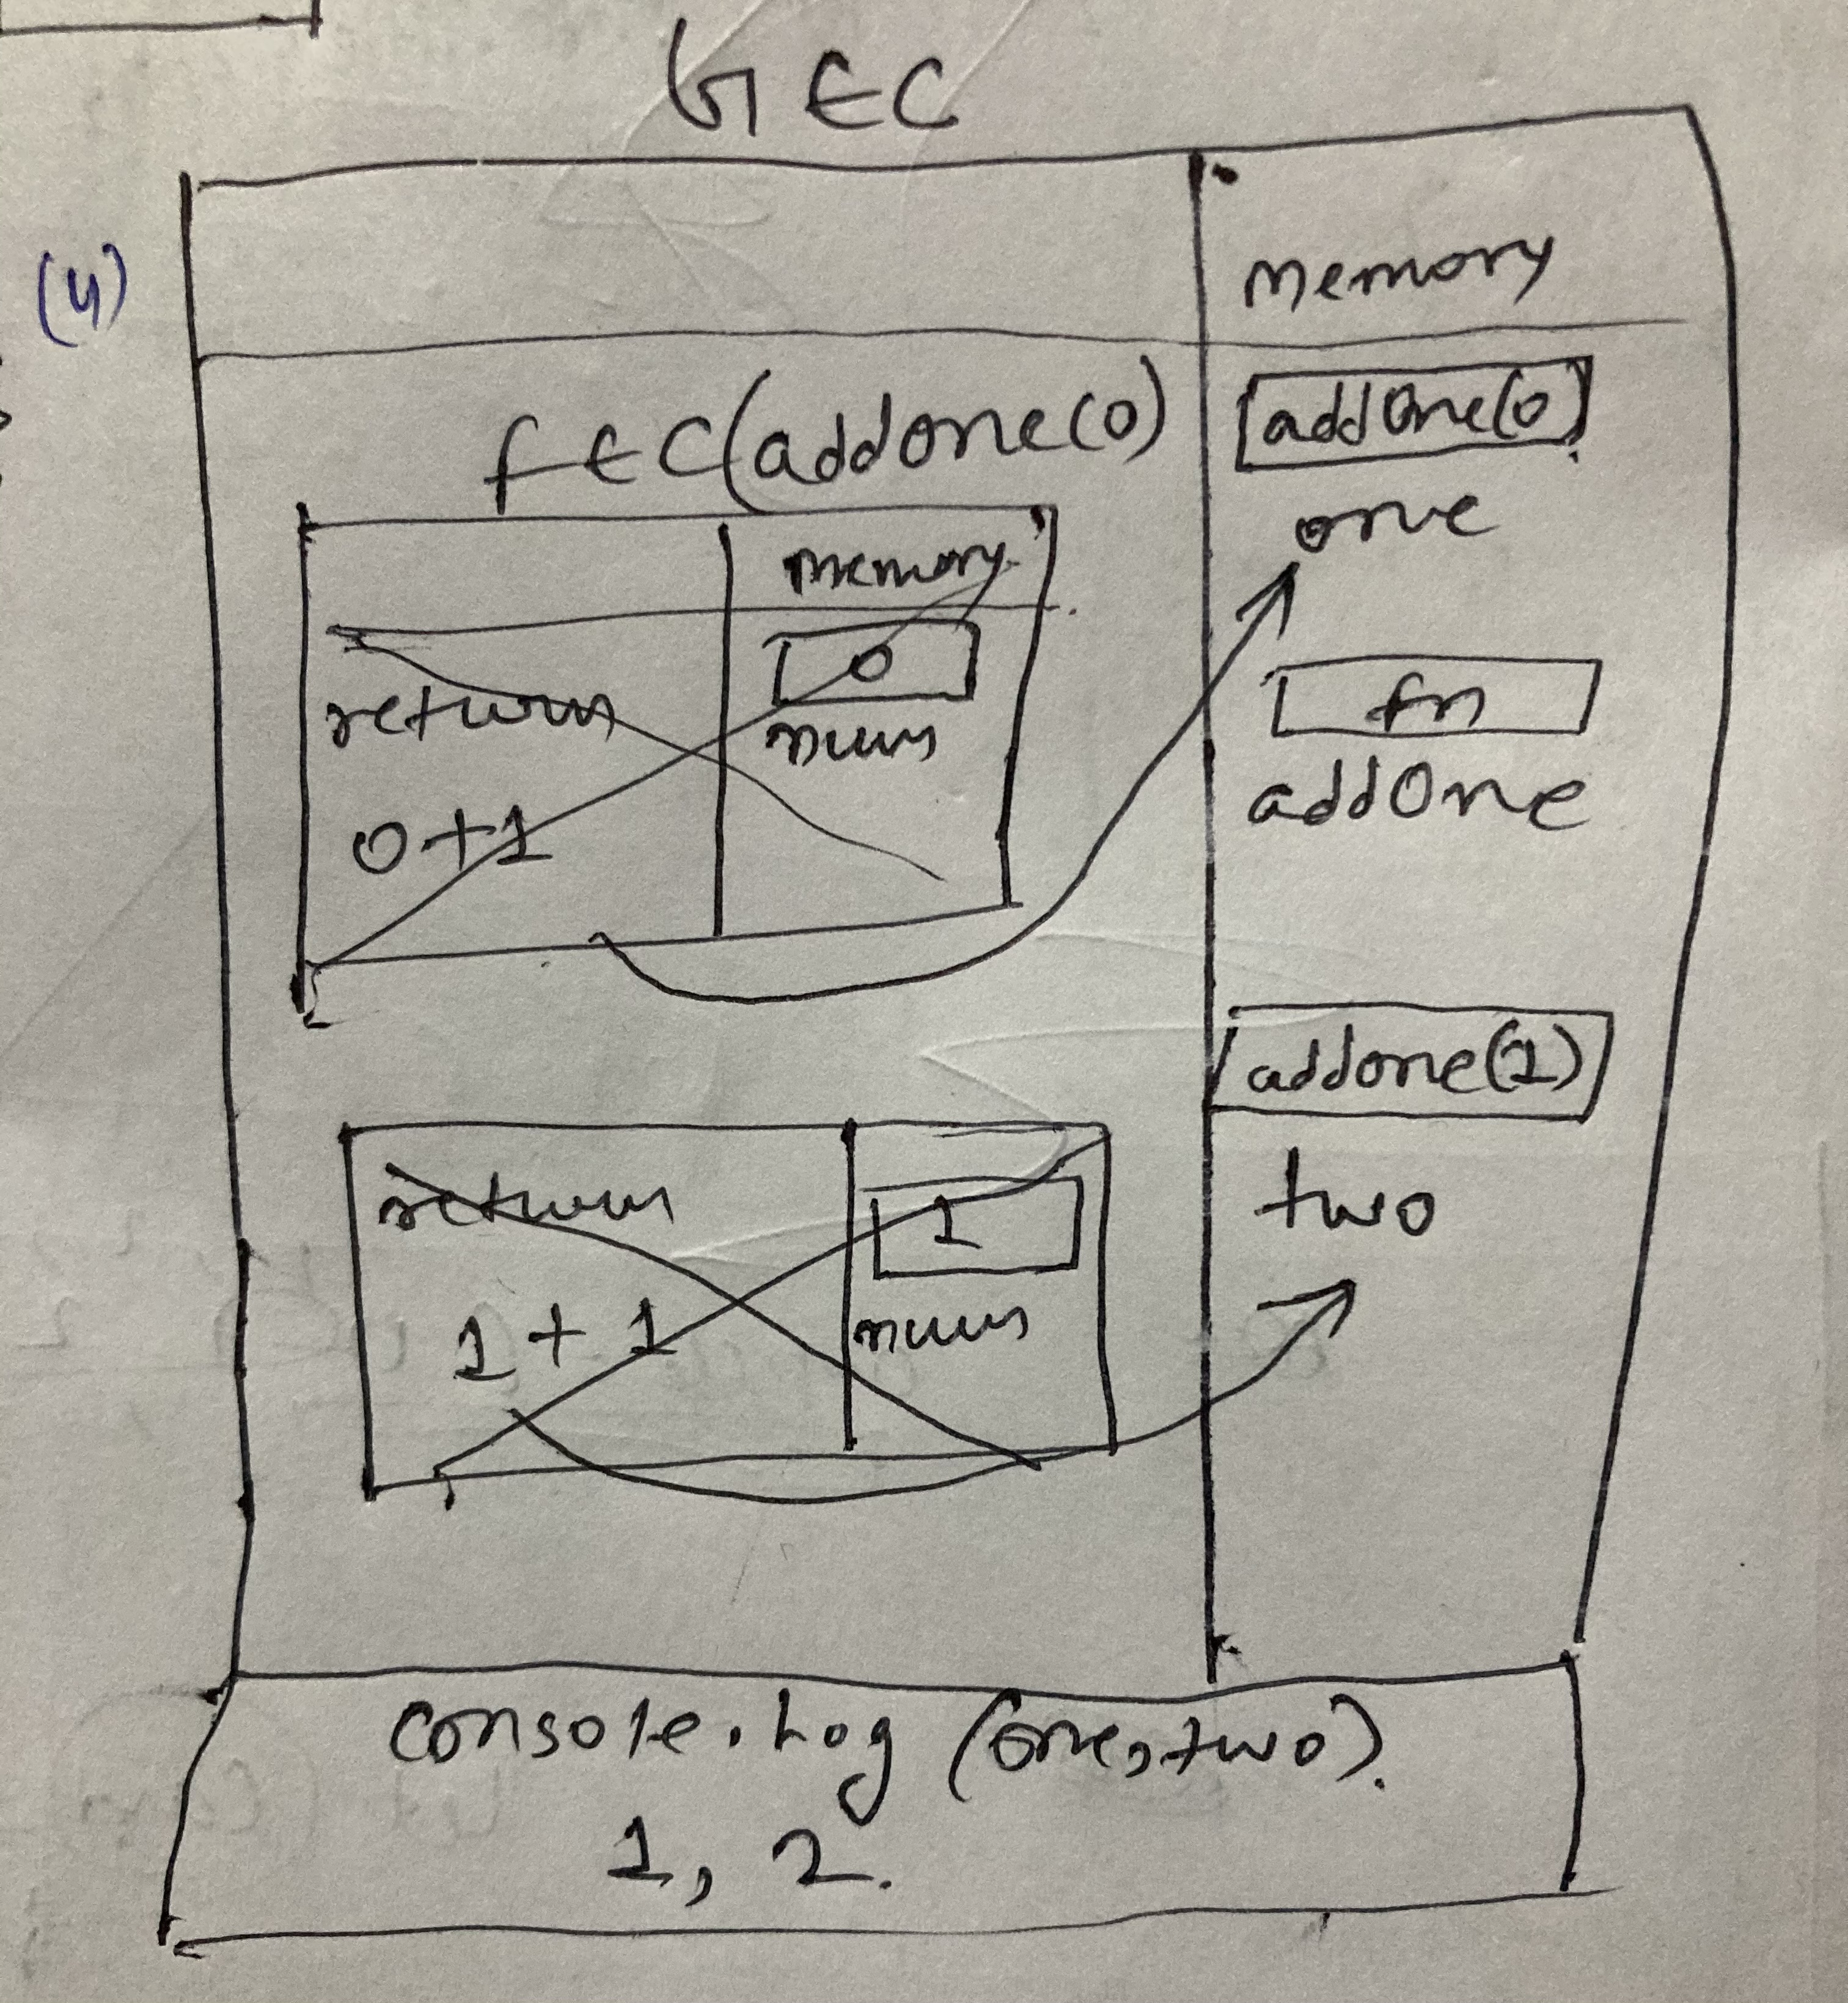 GEC
(4)
memory
fEC(addone(0)
addOne(0)
one
memory
0
num
return
0+1
fn
addOne
addone(1)
two
return
1
num
1 + 1
console.Log (one, two).
1, 2.